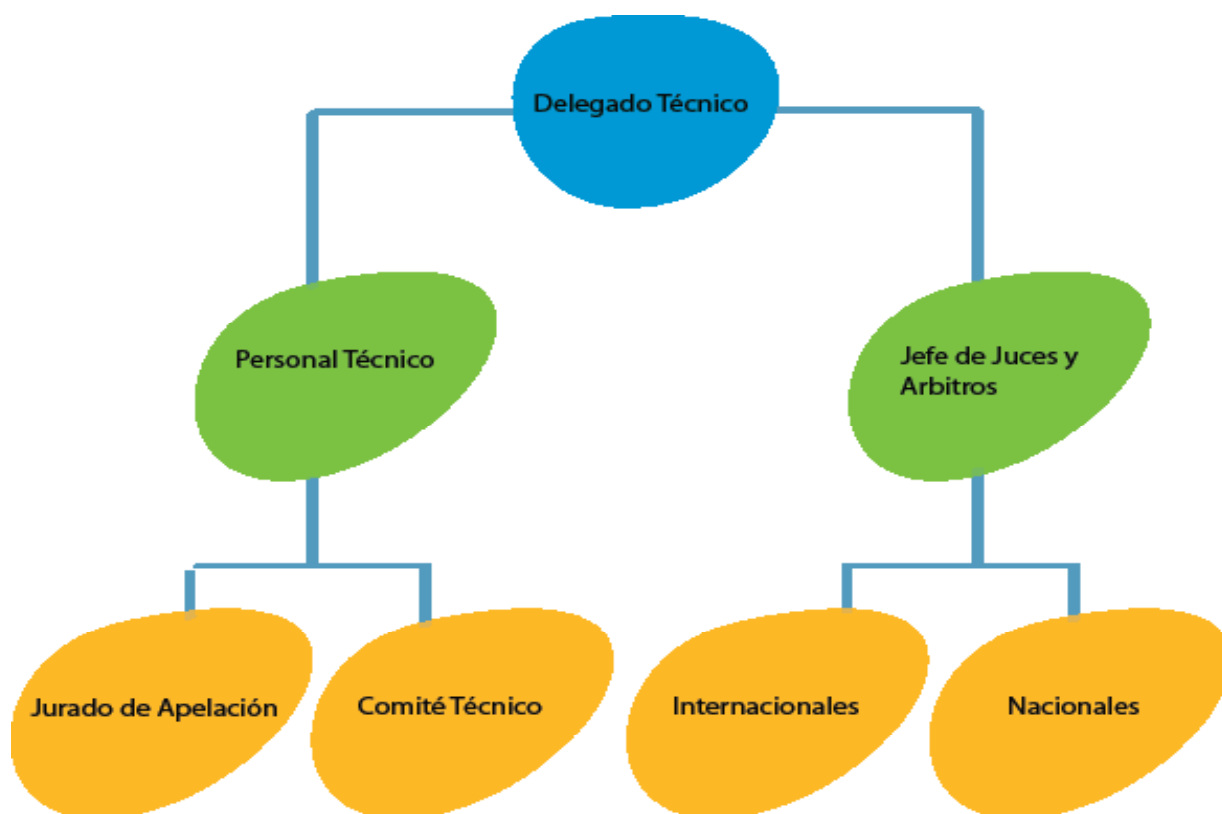 Delegado Técnico
Personal Técnico
Jefe de Juces y
Arbitros
Jurado de Apelación
Comité Técnico
Internacionales
Nacionales